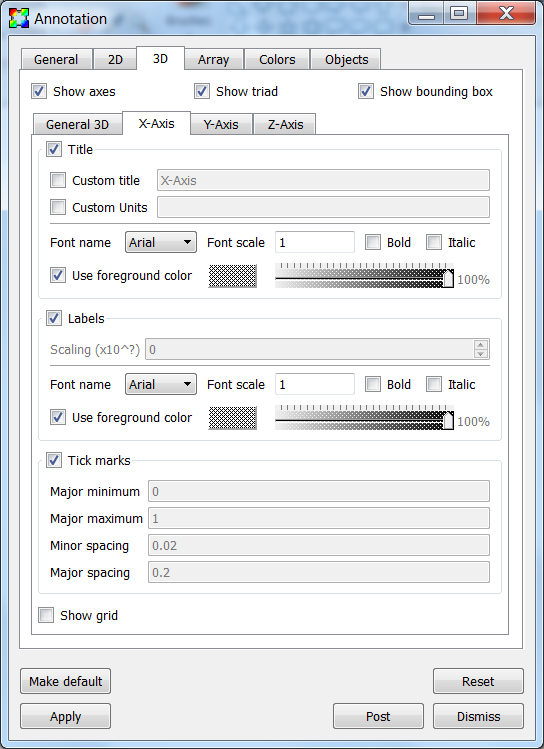 Annotation
General 2D 3D Array Colors Objects
Show axes Show triad Show bounding box
General 3D X-Axis Y-Axis Z-Axis
Title
Custom title X-Axis
Custom Units
Font name Arial Font scale 1 Bold Italic
Use foreground color 100%
Labels
Scaling (x10^?) 0
Font name Arial Font scale 1 Bold Italic
Use foreground color 100%
Tick marks
Major minimum 0
Major maximum 1
Minor spacing 0.02
Major spacing 0.2
Show grid
Make default Reset
Apply Post Dismiss